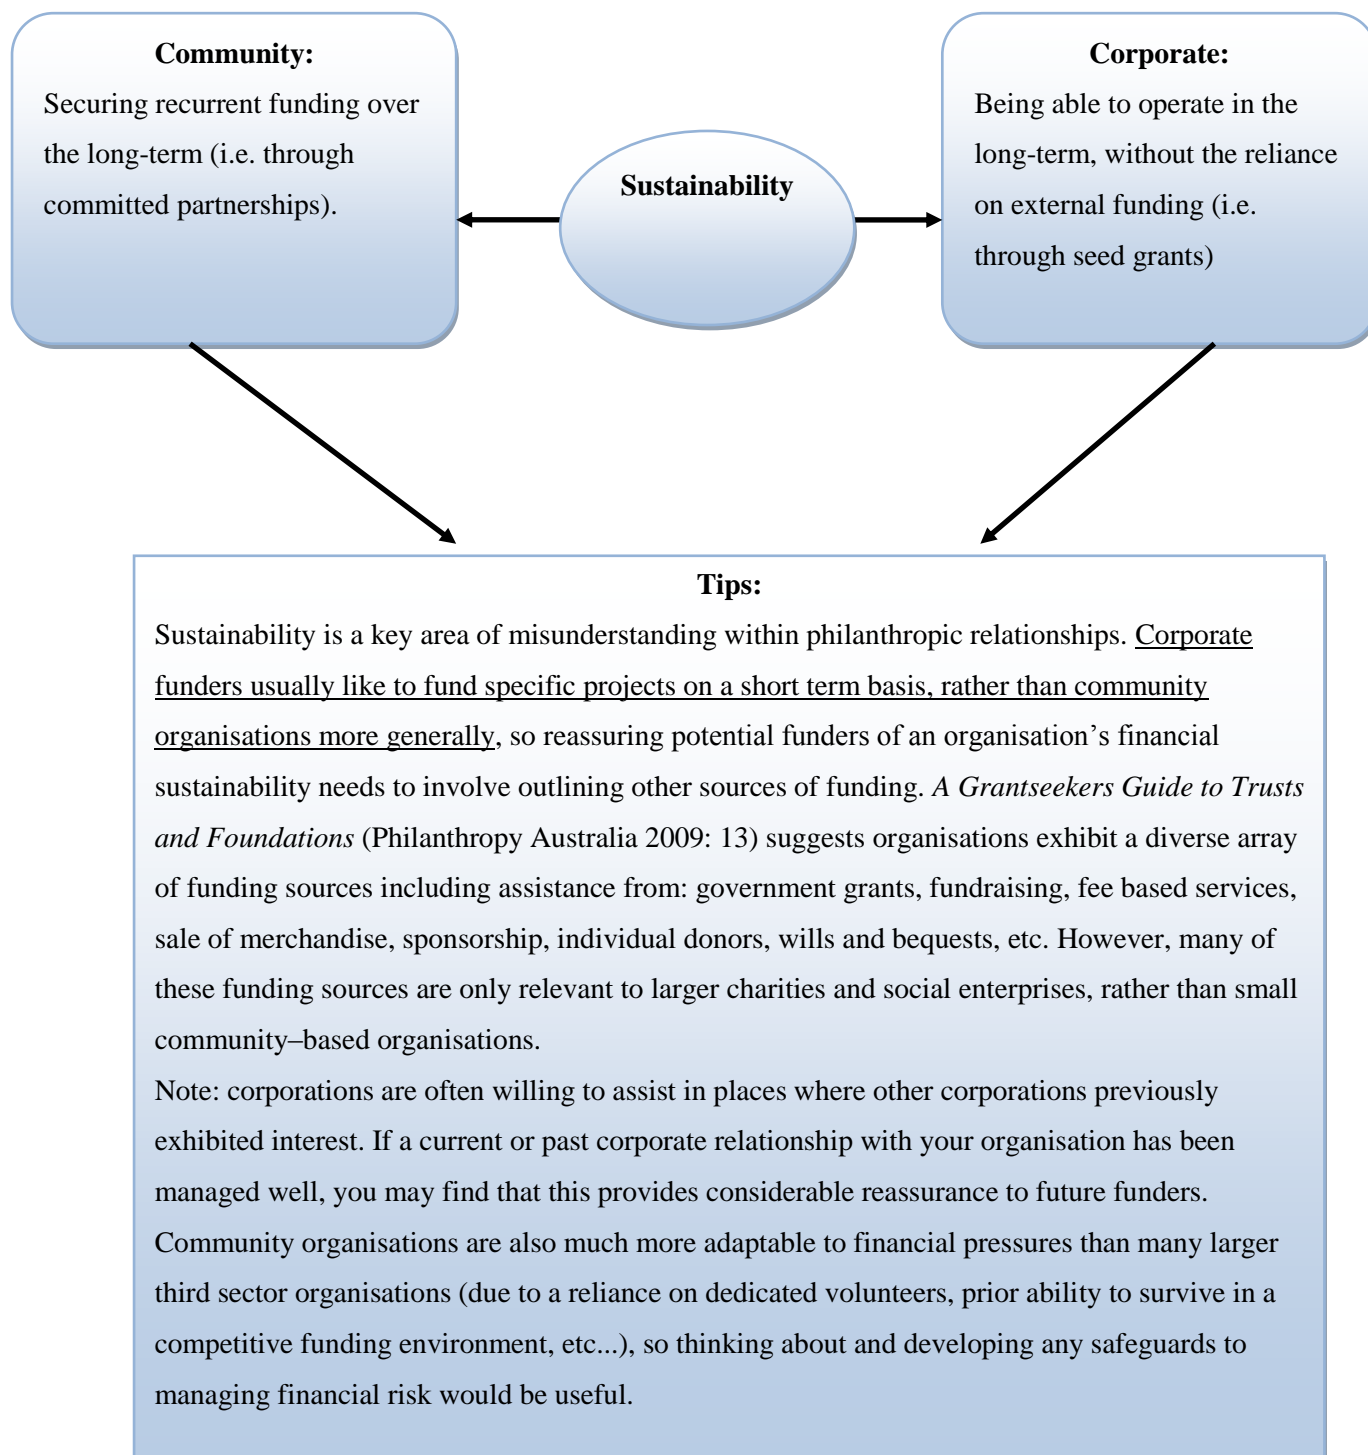 Community:
Securing recurrent funding over
the long-term (i.e. through
committed partnerships).
Sustainability
Corporate:
Being able to operate in the
long-term, without the reliance
on external funding (i.e.
through seed grants)
Tips:
Sustainability is a key area of misunderstanding within philanthropic relationships. Corporate
funders usually like to fund specific projects on a short term basis, rather than community
organisations more generally, so reassuring potential funders of an organisation’s financial
sustainability needs to involve outlining other sources of funding. A Grantseekers Guide to Trusts
and Foundations (Philanthropy Australia 2009: 13) suggests organisations exhibit a diverse array
of funding sources including assistance from: government grants, fundraising, fee based services,
sale of merchandise, sponsorship, individual donors, wills and bequests, etc. However, many of
these funding sources are only relevant to larger charities and social enterprises, rather than small
community–based organisations.
Note: corporations are often willing to assist in places where other corporations previously
exhibited interest. If a current or past corporate relationship with your organisation has been
managed well, you may find that this provides considerable reassurance to future funders.
Community organisations are also much more adaptable to financial pressures than many larger
third sector organisations (due to a reliance on dedicated volunteers, prior ability to survive in a
competitive funding environment, etc...), so thinking about and developing any safeguards to
managing financial risk would be useful.